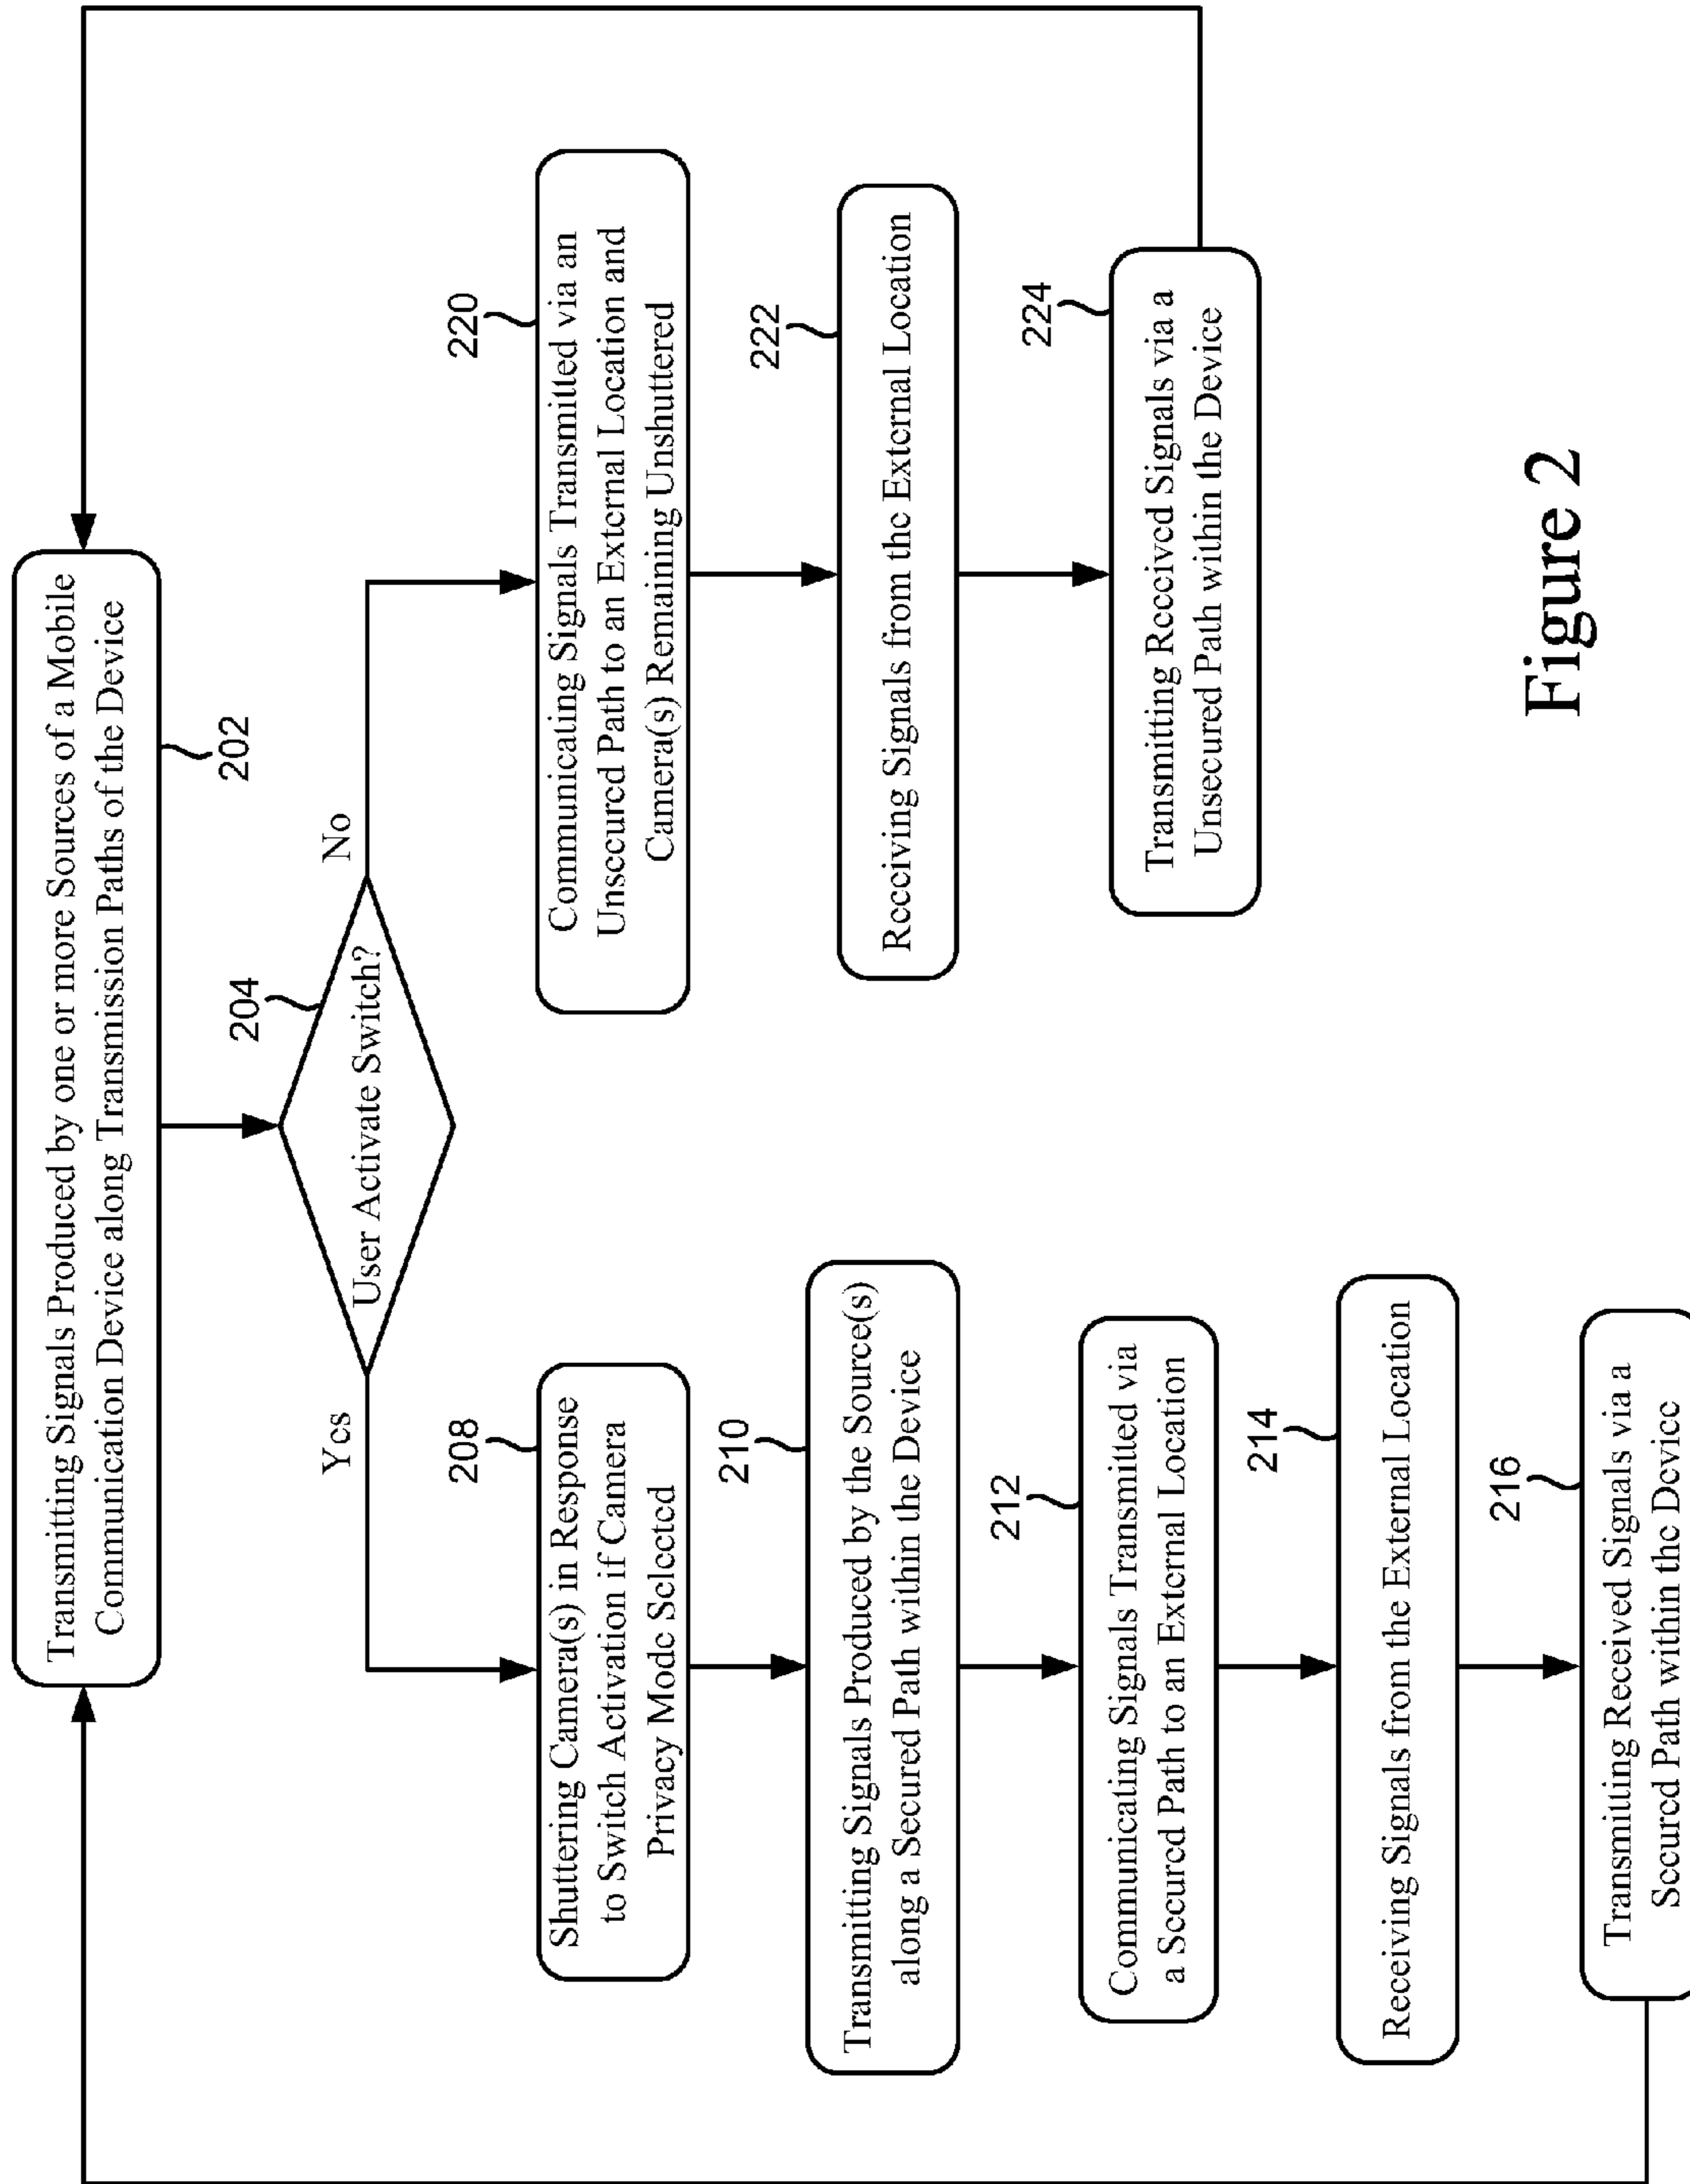 Transmitting Signals Produced by one or more Sources of a Mobile
Communication Device along Transmission Paths of the Device
202
204
User Activate Switch?
Yes
No
208
Shuttering Camera(s) in Response
to Switch Activation if Camera
Privacy Mode Selected
210
Transmitting Signals Produced by the Source(s)
along a Secured Path within the Device
212
Communicating Signals Transmitted via
a Secured Path to an External Location
214
Receiving Signals from the External Location
216
Transmitting Received Signals via a
Secured Path within the Device
220
Communicating Signals Transmitted via an
Unsecured Path to an External Location and
Camera(s) Remaining Unshuttered
222
Receiving Signals from the External Location
224
Transmitting Received Signals via a
Unsecured Path within the Device
Figure 2